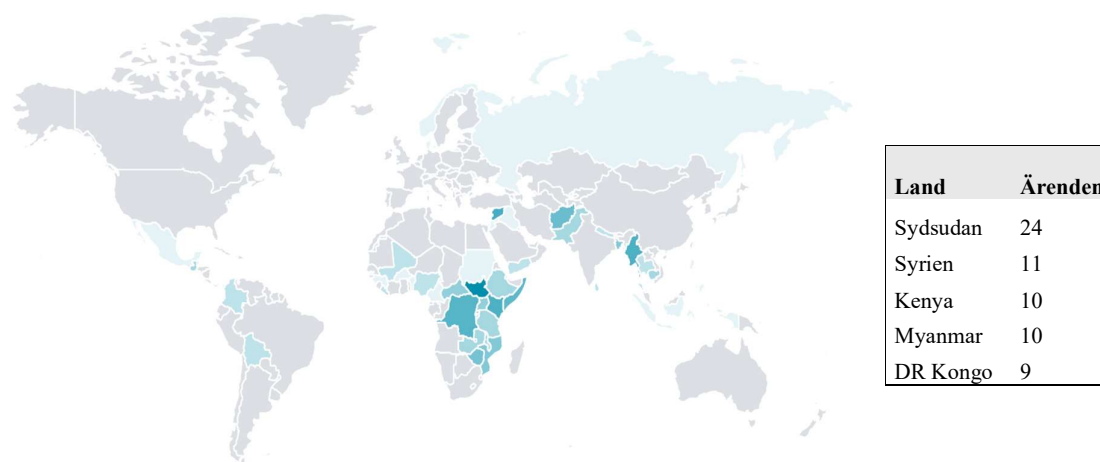 Land Ärenden
Sydsudan 24
Syrien 11
Kenya 10
Myanmar 10
DR Kongo 9